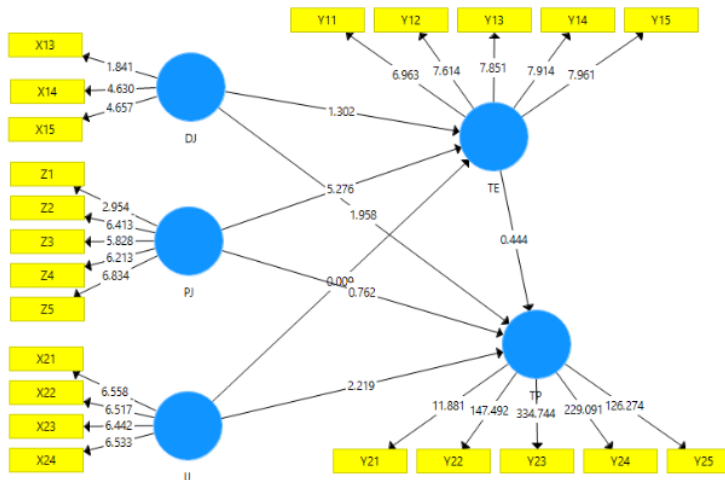 Y11 Y12 Y13 Y14 Y15
X13
1.841
X14
4.630
X15
4.657
DJ
6.963 7.614 7.851 7.914 7.961
1.302
TE
Z1
2.954
Z2
6.413
Z3
5.828
Z4
6.213
Z5
6.834
PJ
5.276
1.958
0.444
0.009
0.762
X21
6.558
X22
6.517
X23
6.442
X24
6.533
2.219
TP
11.881 147.492 334.744 229.091 126.274
Y21 Y22 Y23 Y24 Y25